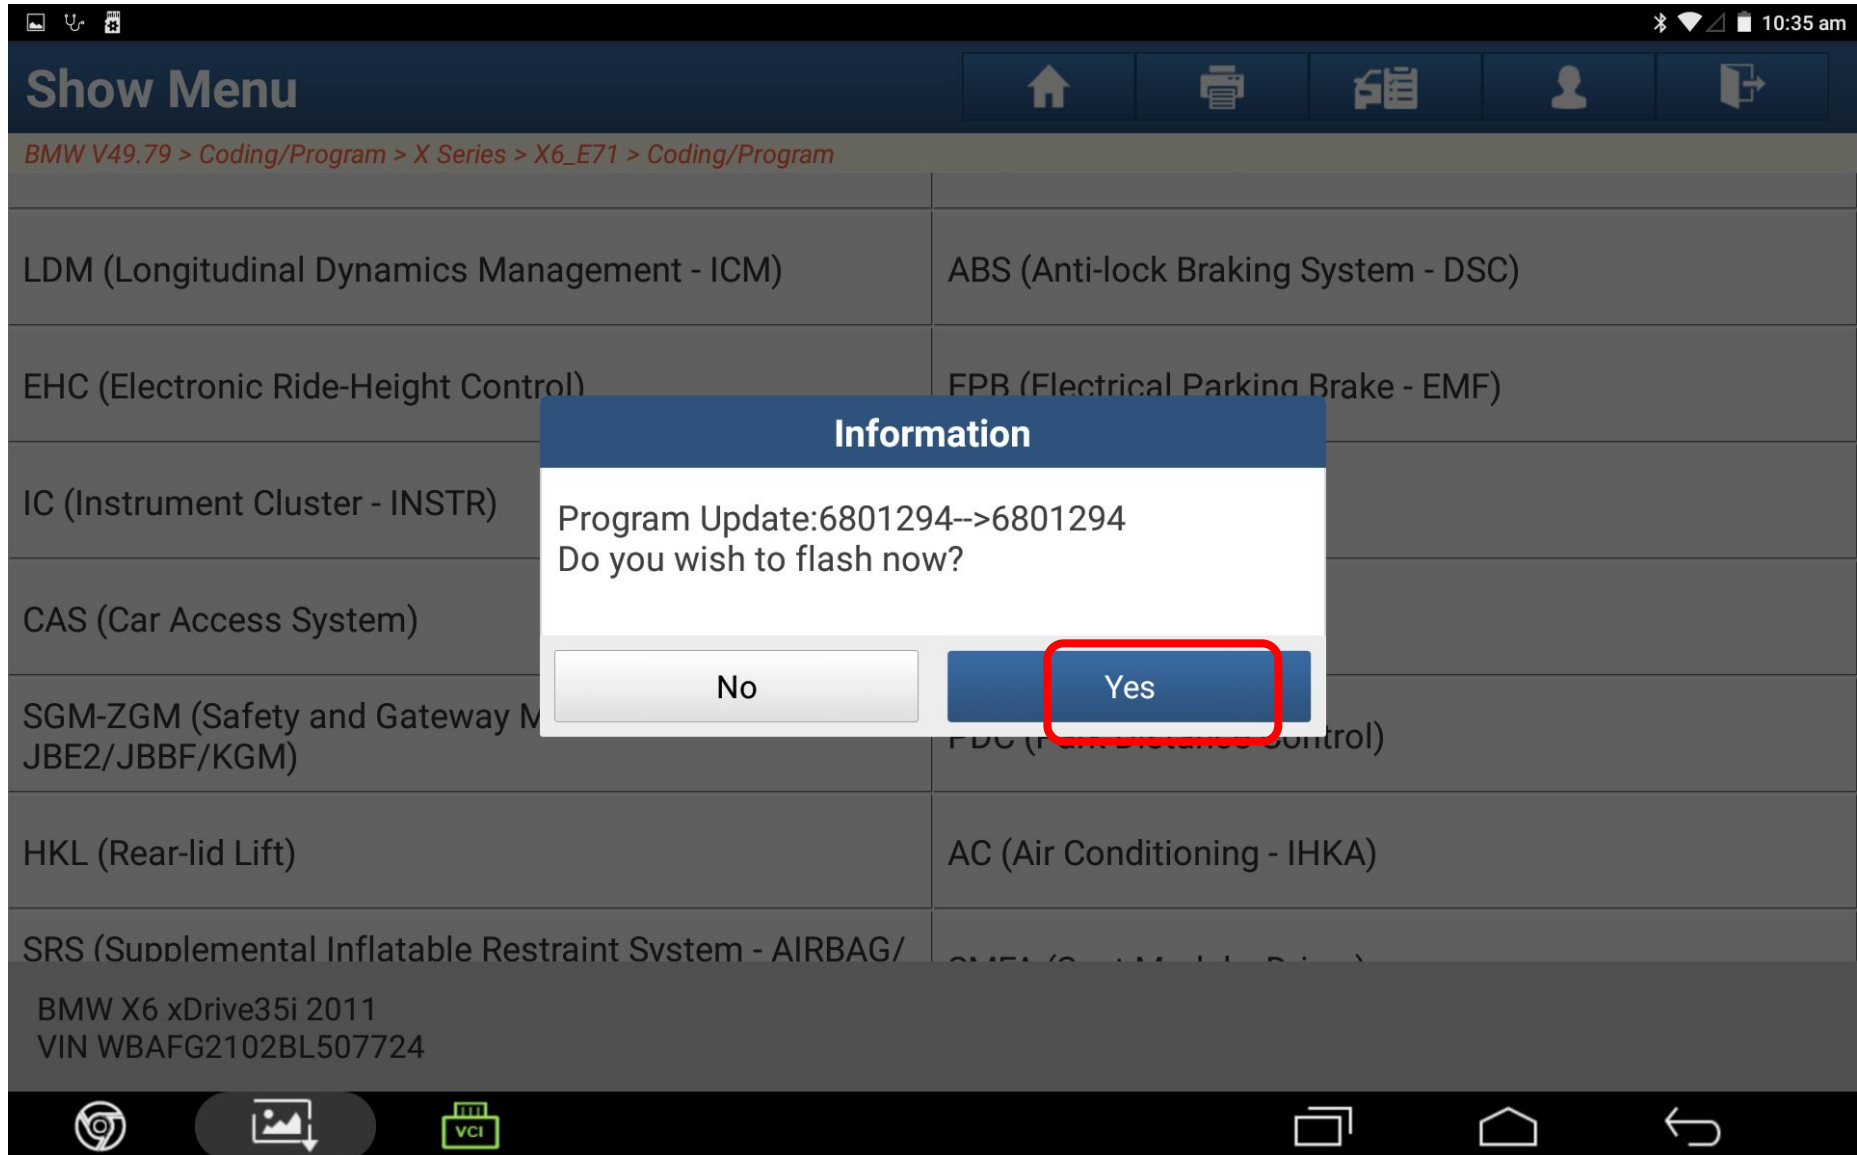 10:35 am
Show Menu
BMW V49.79 > Coding/Program > X Series > X6_E71 > Coding/Program
LDM (Longitudinal Dynamics Management - ICM)
ABS (Anti-lock Braking System - DSC)
EHC (Electronic Ride-Height Control)
EPB (Electrical Parking Brake - EMF)
Information
IC (Instrument Cluster - INSTR)
Program Update:6801294-->6801294
Do you wish to flash now?
CAS (Car Access System)
No
Yes
SGM-ZGM (Safety and Gateway M
JBE2/JBBF/KGM)
PDC (Park Distance Control)
HKL (Rear-lid Lift)
AC (Air Conditioning - IHKA)
SRS (Supplemental Inflatable Restraint System - AIRBAG/
BMW X6 xDrive35i 2011
VIN WBAFG2102BL507724
VCI